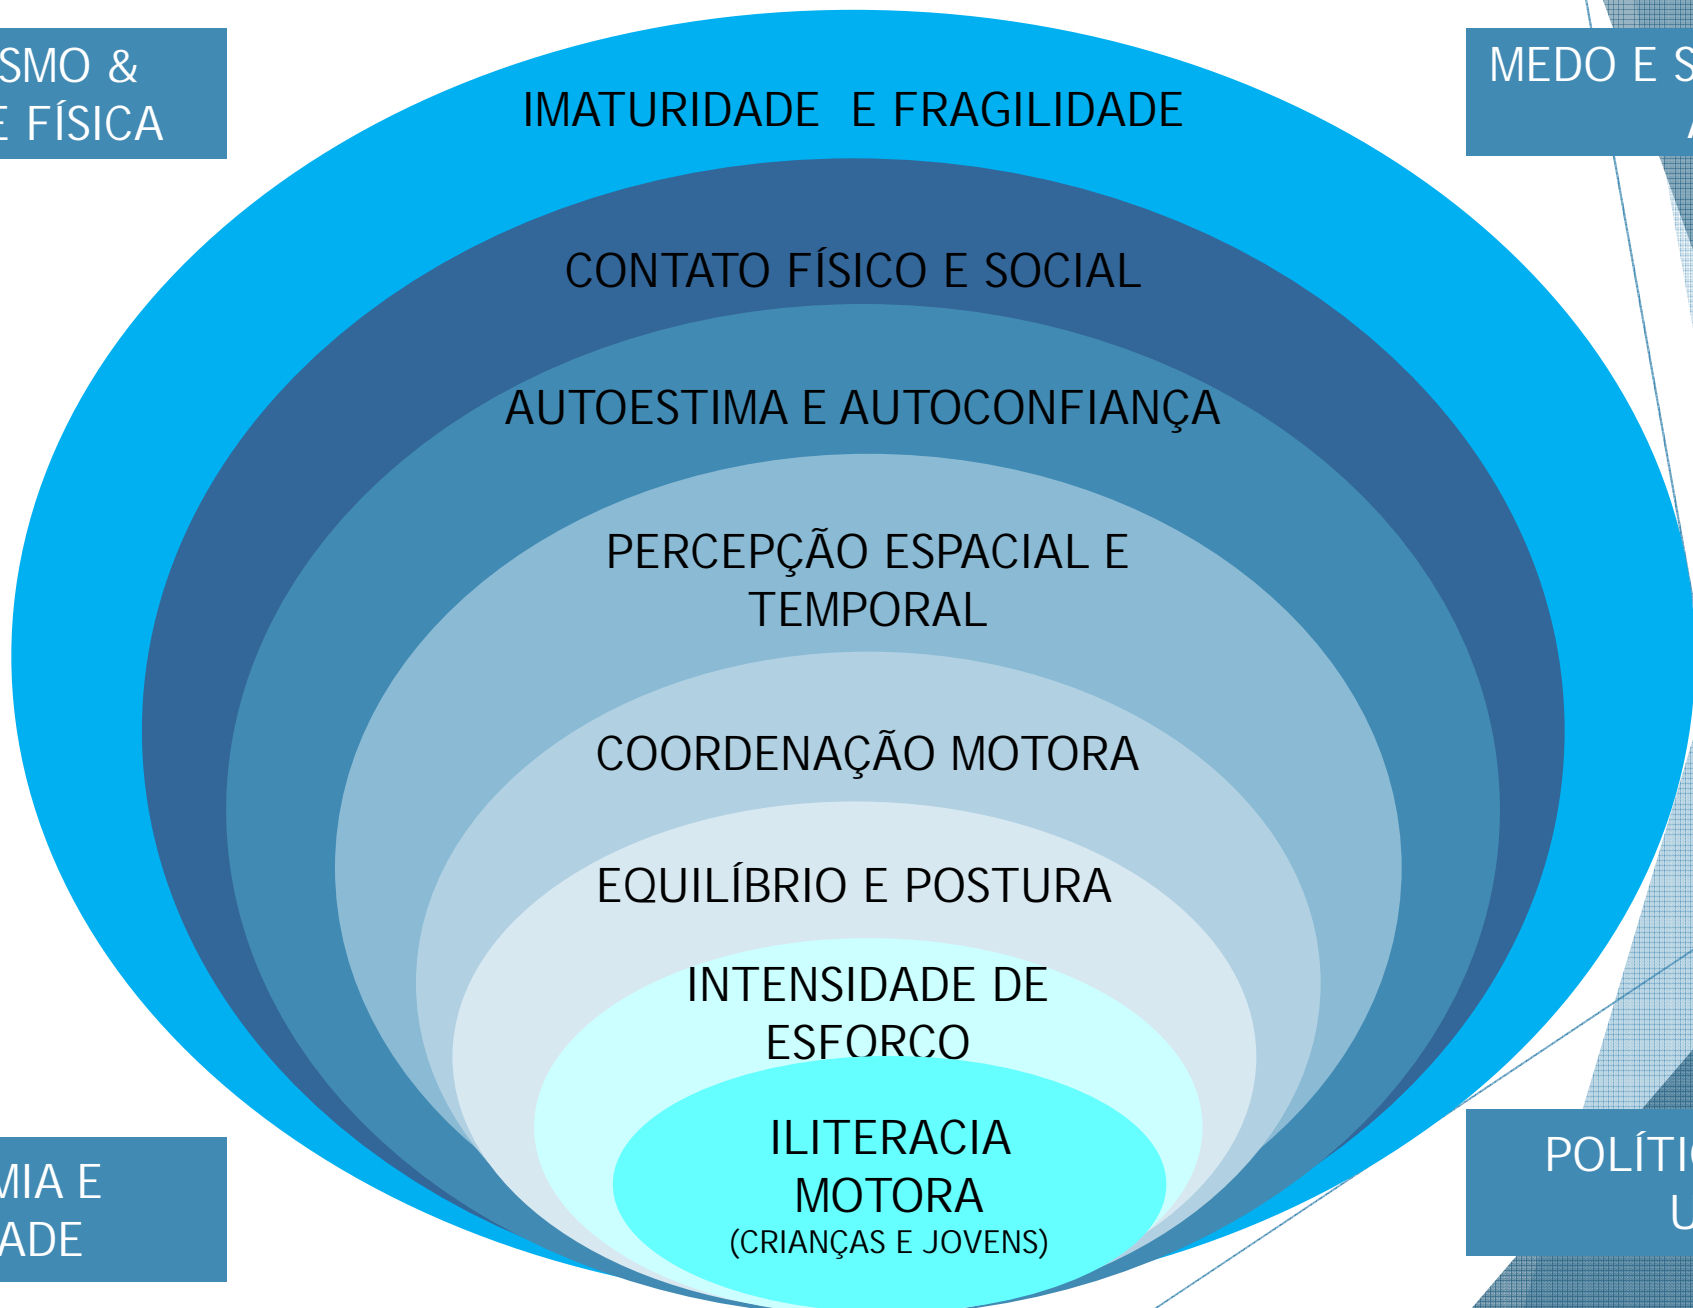 SMO &
E FÍSICA
MEDO E S
IMATURIDADE E FRAGILIDADE
CONTATO FÍSICO E SOCIAL
AUTOESTIMA E AUTOCONFIANÇA
PERCEPÇÃO ESPACIAL E
TEMPORAL
COORDENAÇÃO MOTORA
EQUILÍBRIO E POSTURA
INTENSIDADE DE
ESFORCO
ILITERACIA
MOTORA
(CRIANÇAS E JOVENS)
MIA E
ADE
POLÍTI
U